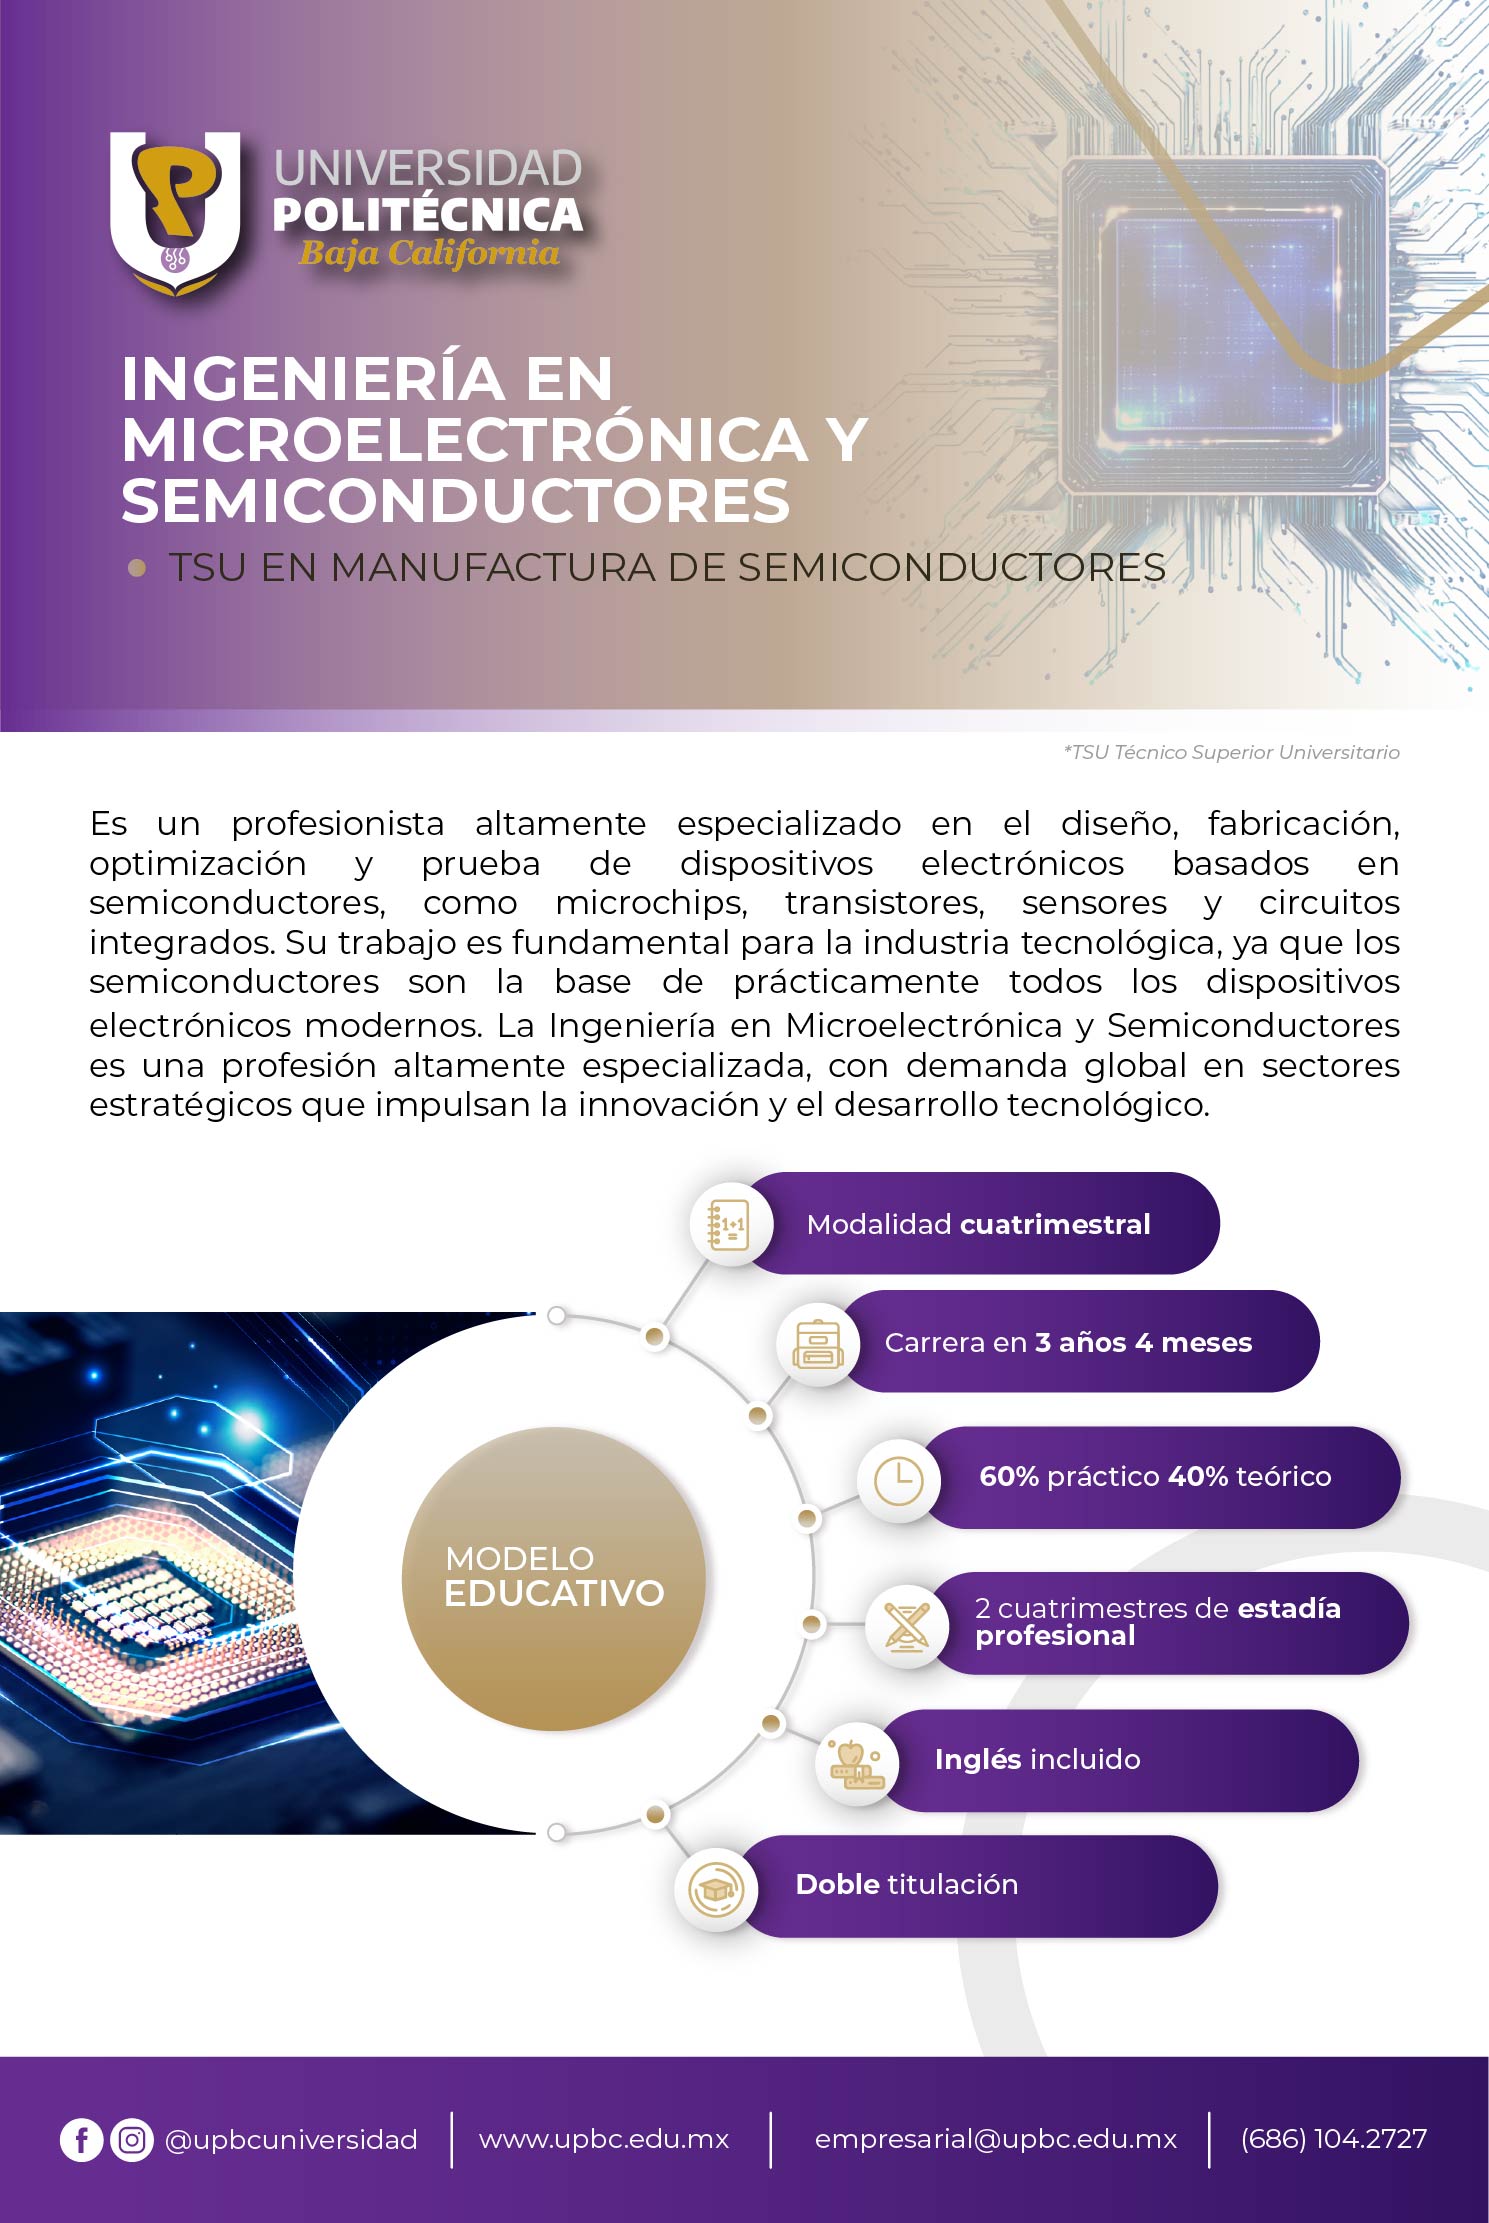 UNIVERSIDAD
POLITÉCNICA
Baja California
INGENIERÍA EN
MICROELECTRÓNICA Y
SEMICONDUCTORES
TSU EN MANUFACTURA DE SEMICONDUCTORES
*TSU Técnico Superior Universitario
Es un profesionista altamente especializado en el diseño, fabricación,
optimización y prueba de dispositivos electrónicos basados en
semiconductores, como microchips, transistores, sensores y circuitos
integrados. Su trabajo es fundamental para la industria tecnológica, ya que los
semiconductores son la base de prácticamente todos los dispositivos
electrónicos modernos. La Ingeniería en Microelectrónica y Semiconductores
es una profesión altamente especializada, con demanda global en sectores
estratégicos que impulsan la innovación y el desarrollo tecnológico.
1+1
=
Modalidad cuatrimestral
Carrera en 3 años 4 meses
60% práctico 40% teórico
MODELO
EDUCATIVO
2 cuatrimestres de estadía
profesional
Inglés incluido
Doble titulación
@upbcuniversidad
www.upbc.edu.mx
empresarial@upbc.edu.mx
(686) 104.2727